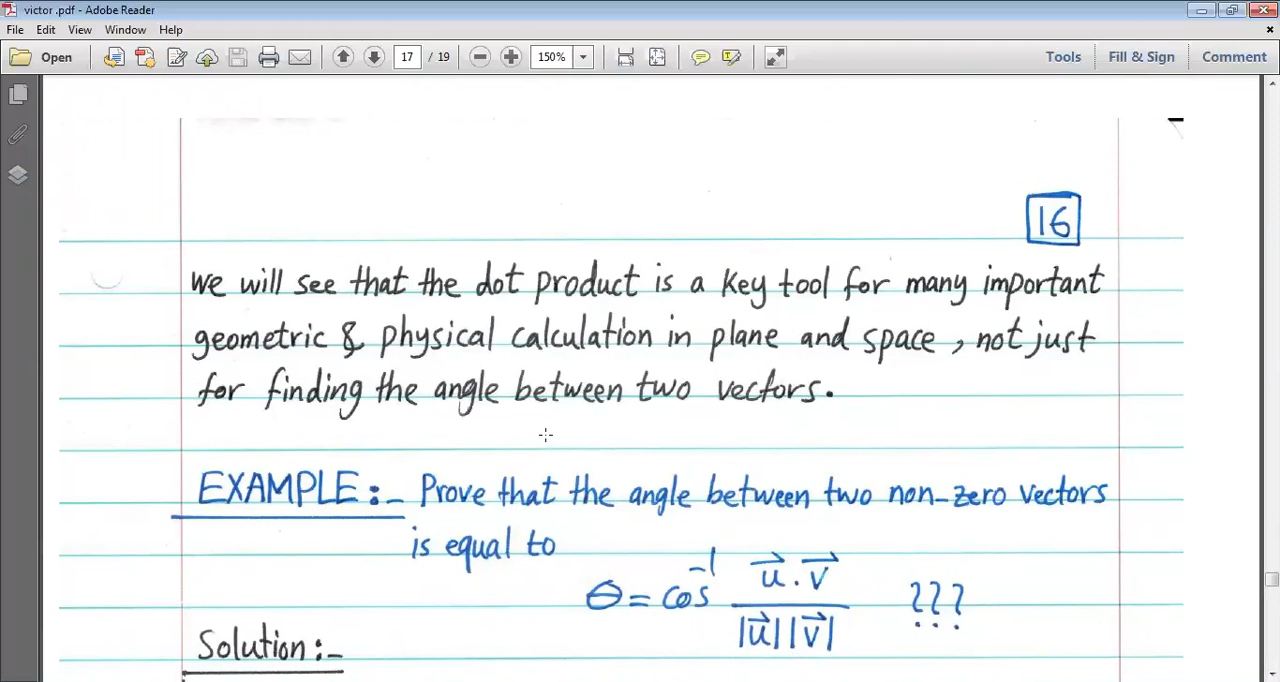 victor .pdf - Adobe Reader
File Edit View Window Help
Open 17 / 19 150% Tools Fill & Sign Comment
16
we will see that the dot product is a key tool for many important
geometric & physical calculation in plane and space, not just
for finding the angle between two vectors.
EXAMPLE:- Prove that the angle between two non-zero vectors
is equal to
θ = cos⁻¹ u⃗ . v⃗ / |u⃗| |v⃗| ???
Solution:-